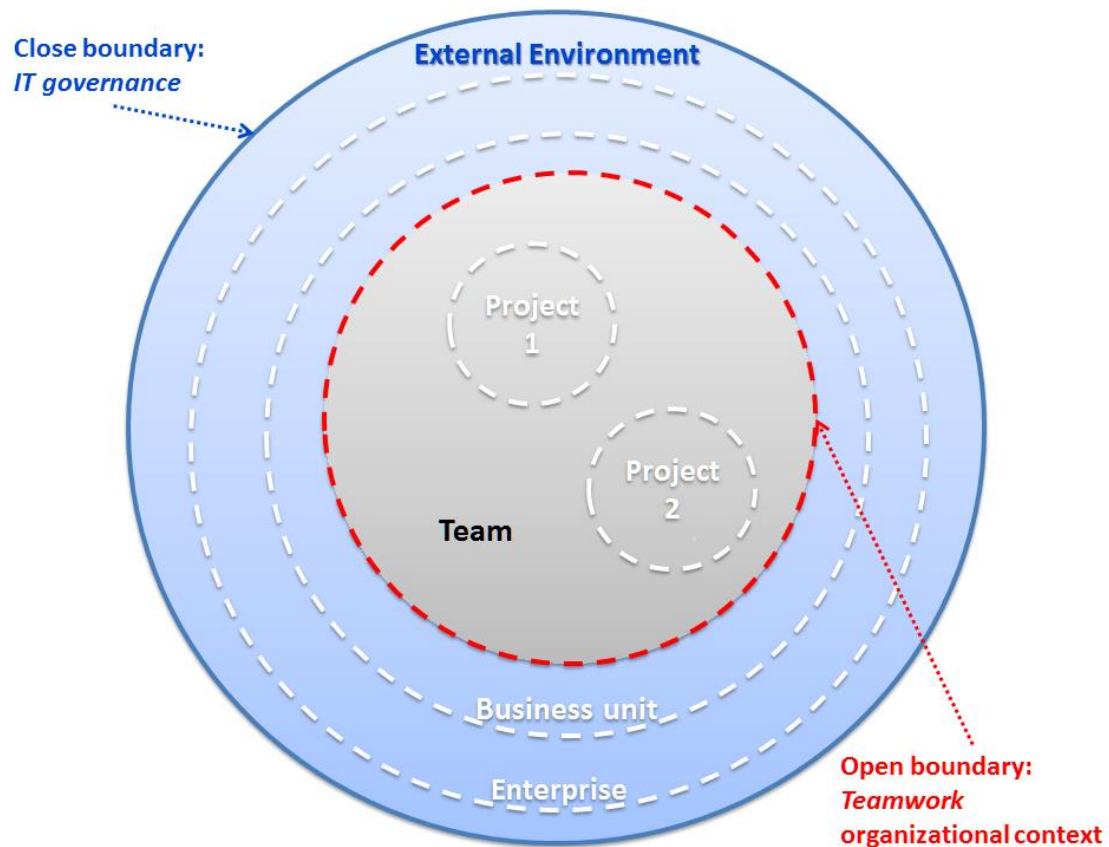 Close boundary:
IT governance
External Environment
Project
1
Project
2
Team
Business unit
Enterprise
Open boundary:
Teamwork
organizational context